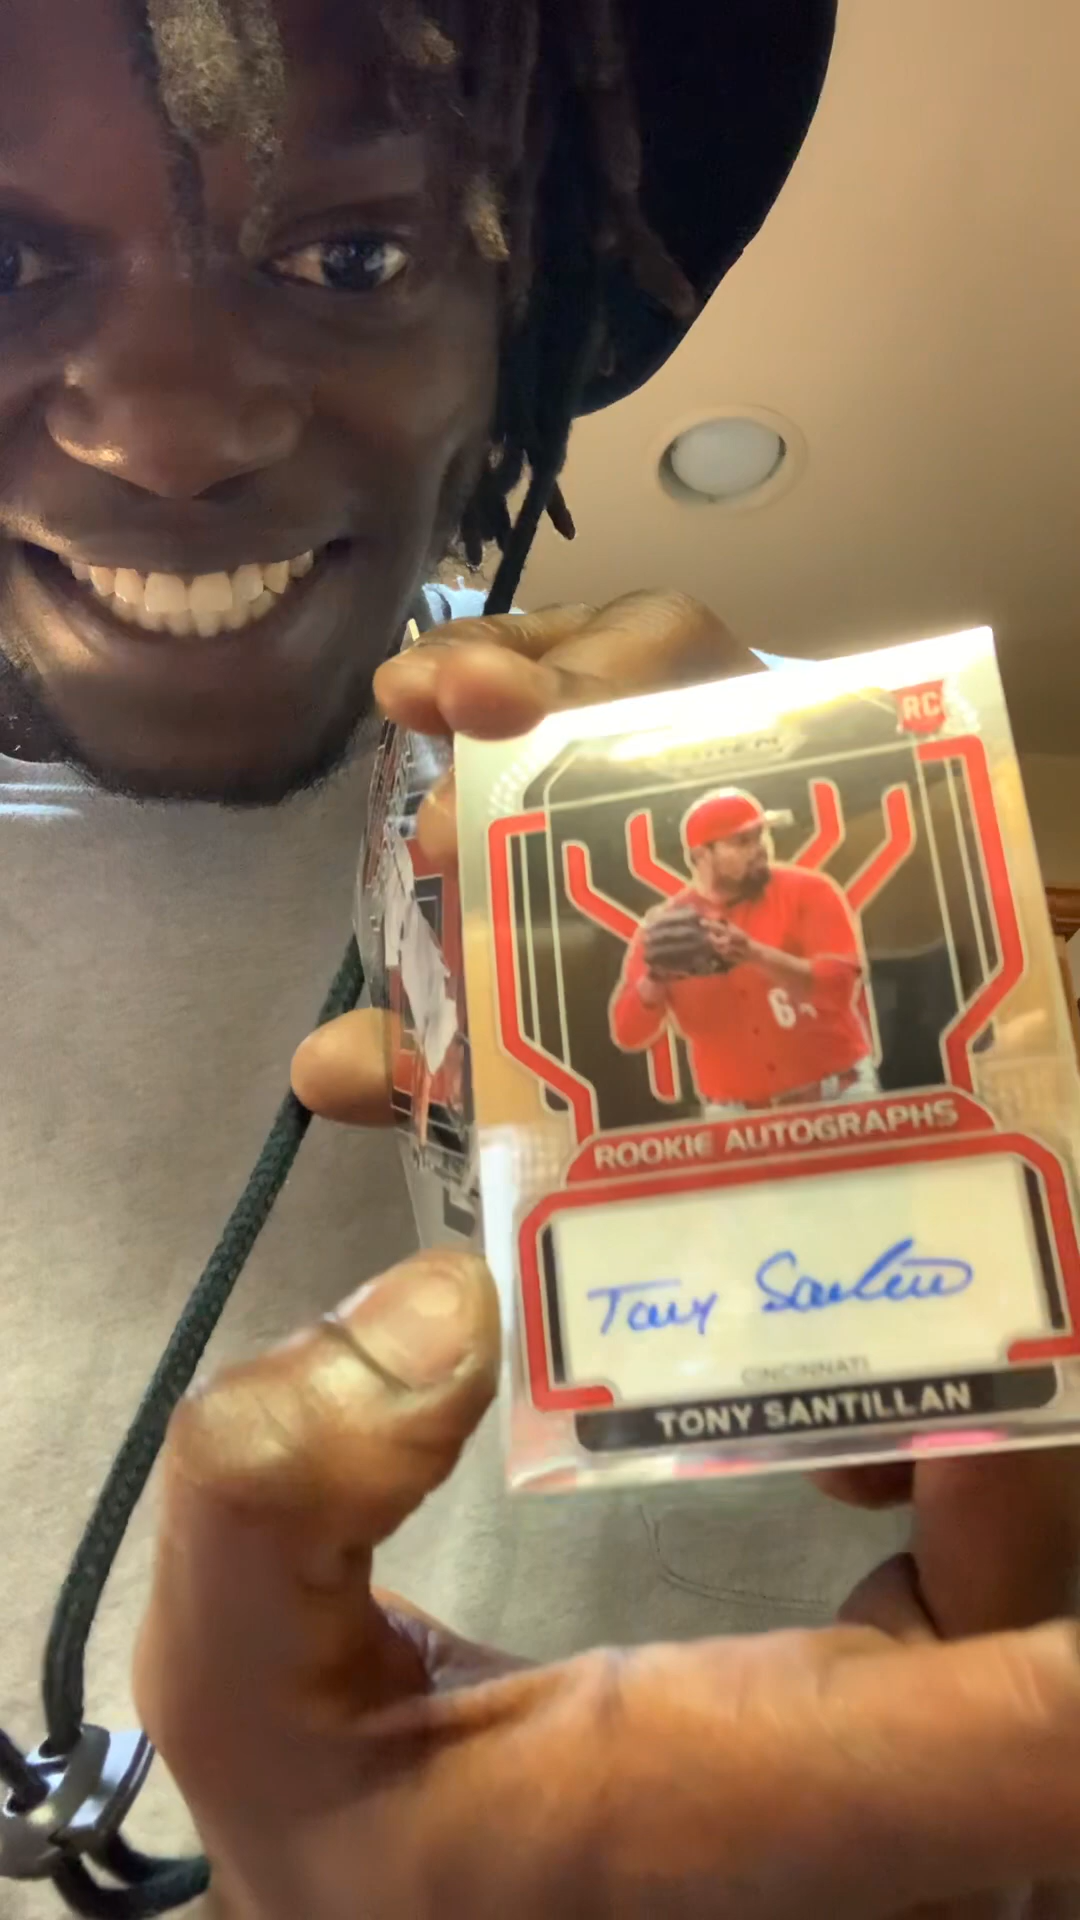 RC
ROOKIE AUTOGRAPHS
Tony Santillan
CINCINNATI
TONY SANTILLAN